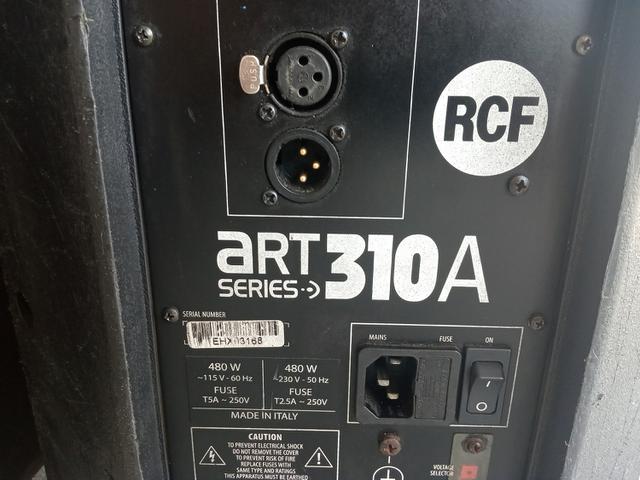 PUSH
RCF
ART 310A
SERIES
SERIAL NUMBER
EHX13168
MAINS
FUSE
ON
480 W
~115 V - 60 Hz
FUSE
T5A ~ 250V
480 W
~230 V - 50 Hz
FUSE
T2.5A ~ 250V
MADE IN ITALY
CAUTION
TO PREVENT ELECTRICAL SHOCK
DO NOT REMOVE THE COVER
TO PREVENT RISK OF FIRE
REPLACE FUSES WITH
SAME TYPE AND RATINGS
THIS APPARATUS MUST BE EARTHED
VOLTAGE
SELECTOR